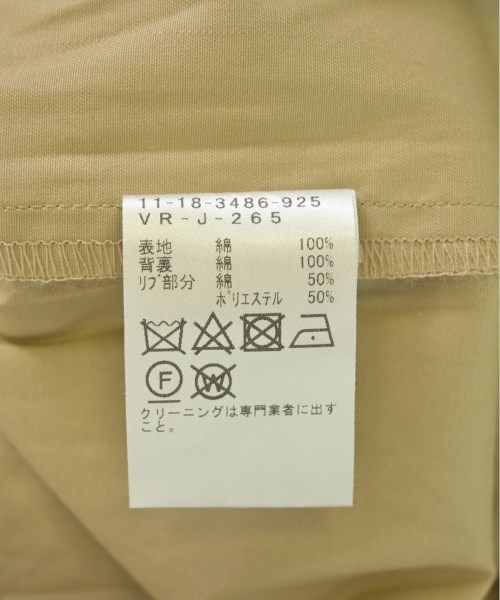 11-18-3486-925
VR-J-265
表地 綿 100%
背裏 綿 100%
ﾘﾌﾞ部分 綿 50%
ﾎﾟﾘエステル 50%
F W
クリーニングは専門業者に出す
こと。